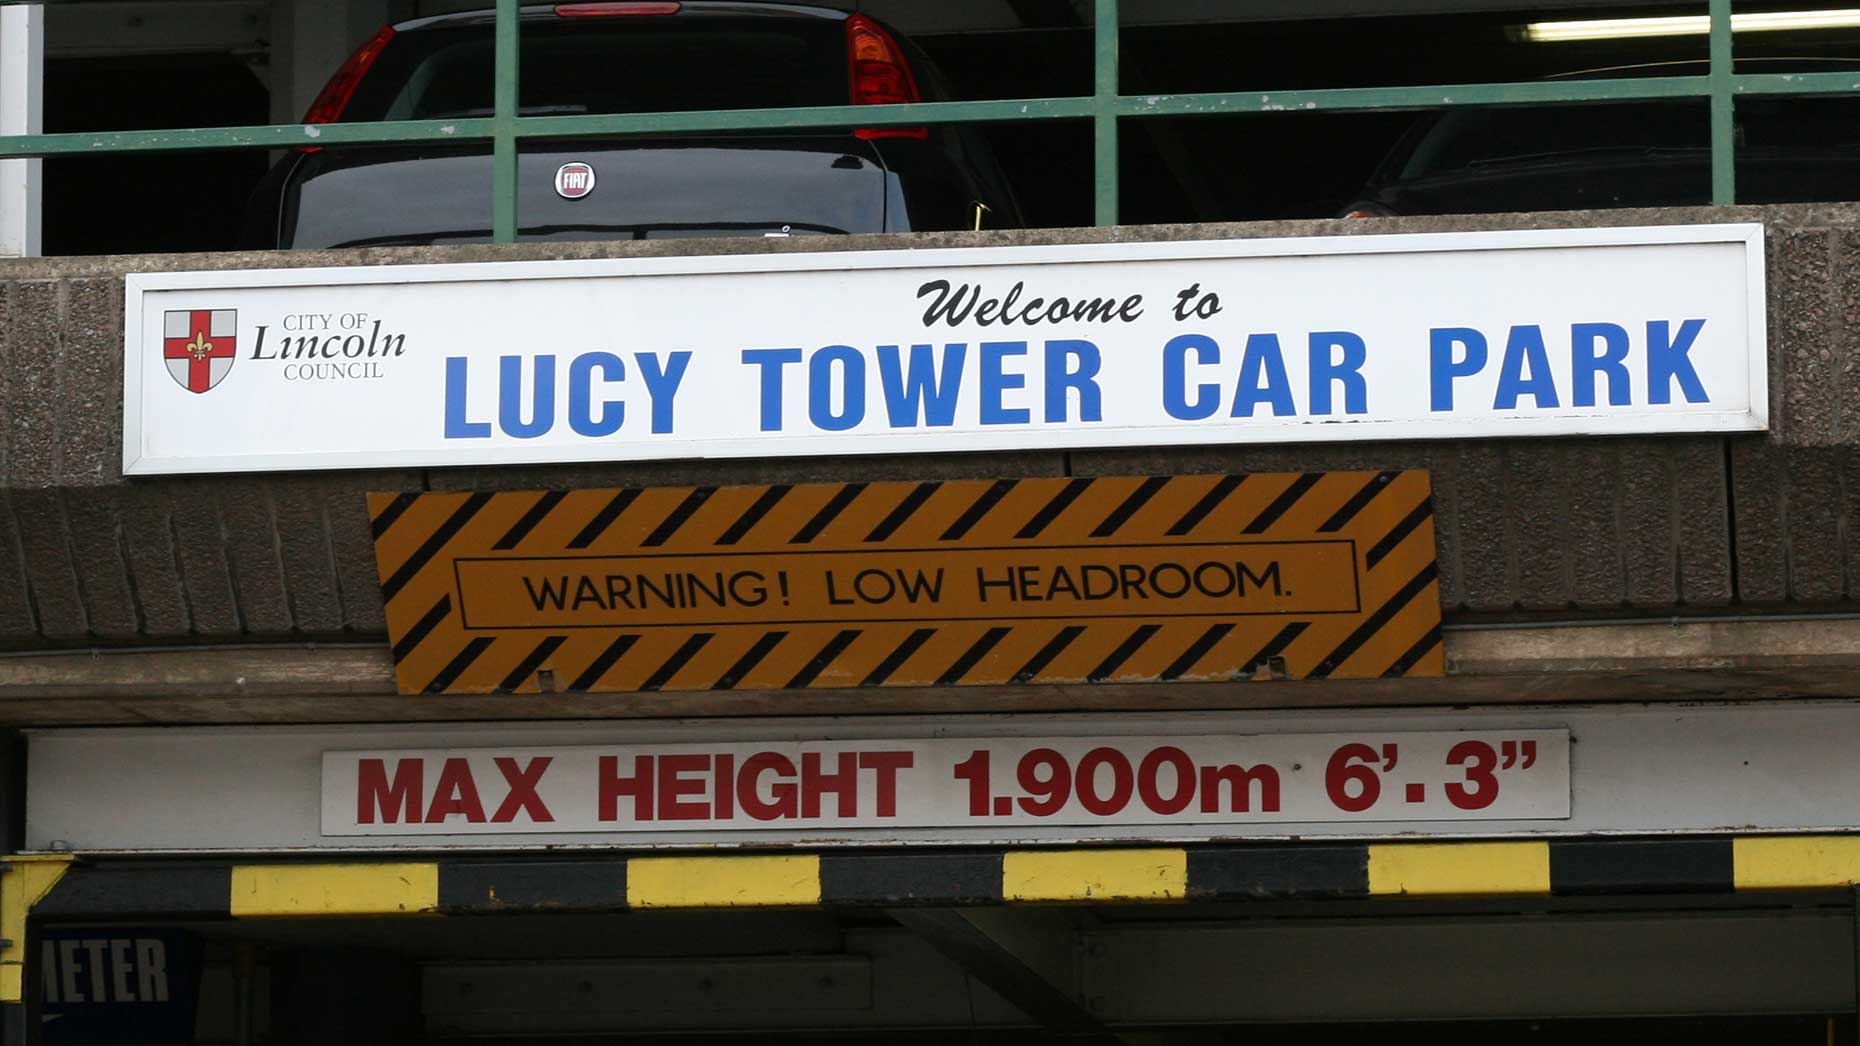 FIAT
CITY OF
Lincoln
COUNCIL
Welcome to
LUCY TOWER CAR PARK
WARNING! LOW HEADROOM.
MAX HEIGHT 1.900m 6'.3"